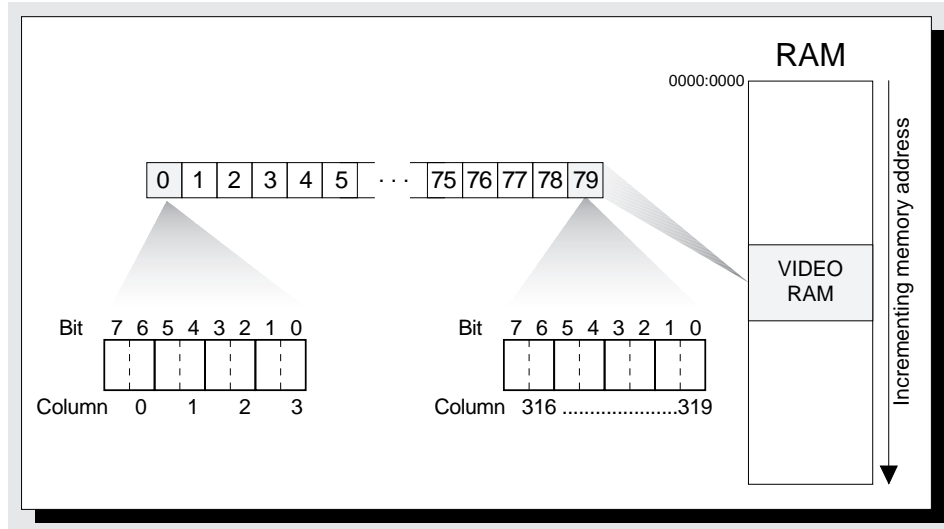 RAM
0000:0000
0 1 2 3 4 5 · · · 75 76 77 78 79
VIDEO
RAM
Incrementing memory address
Bit 7 6 5 4 3 2 1 0
Column 0 1 2 3
Bit 7 6 5 4 3 2 1 0
Column 316 .....................319